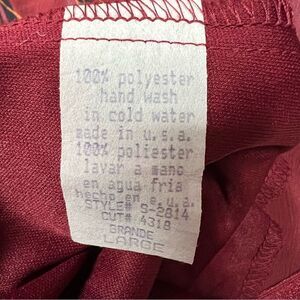 100% polyester
hand wash
in cold water
made in u.s.a.
100% poliester
lavar a mano
en agua fria
hecho en e.u.a.
STYLE# S-2814
CUT# 4318
GRANDE
LARGE